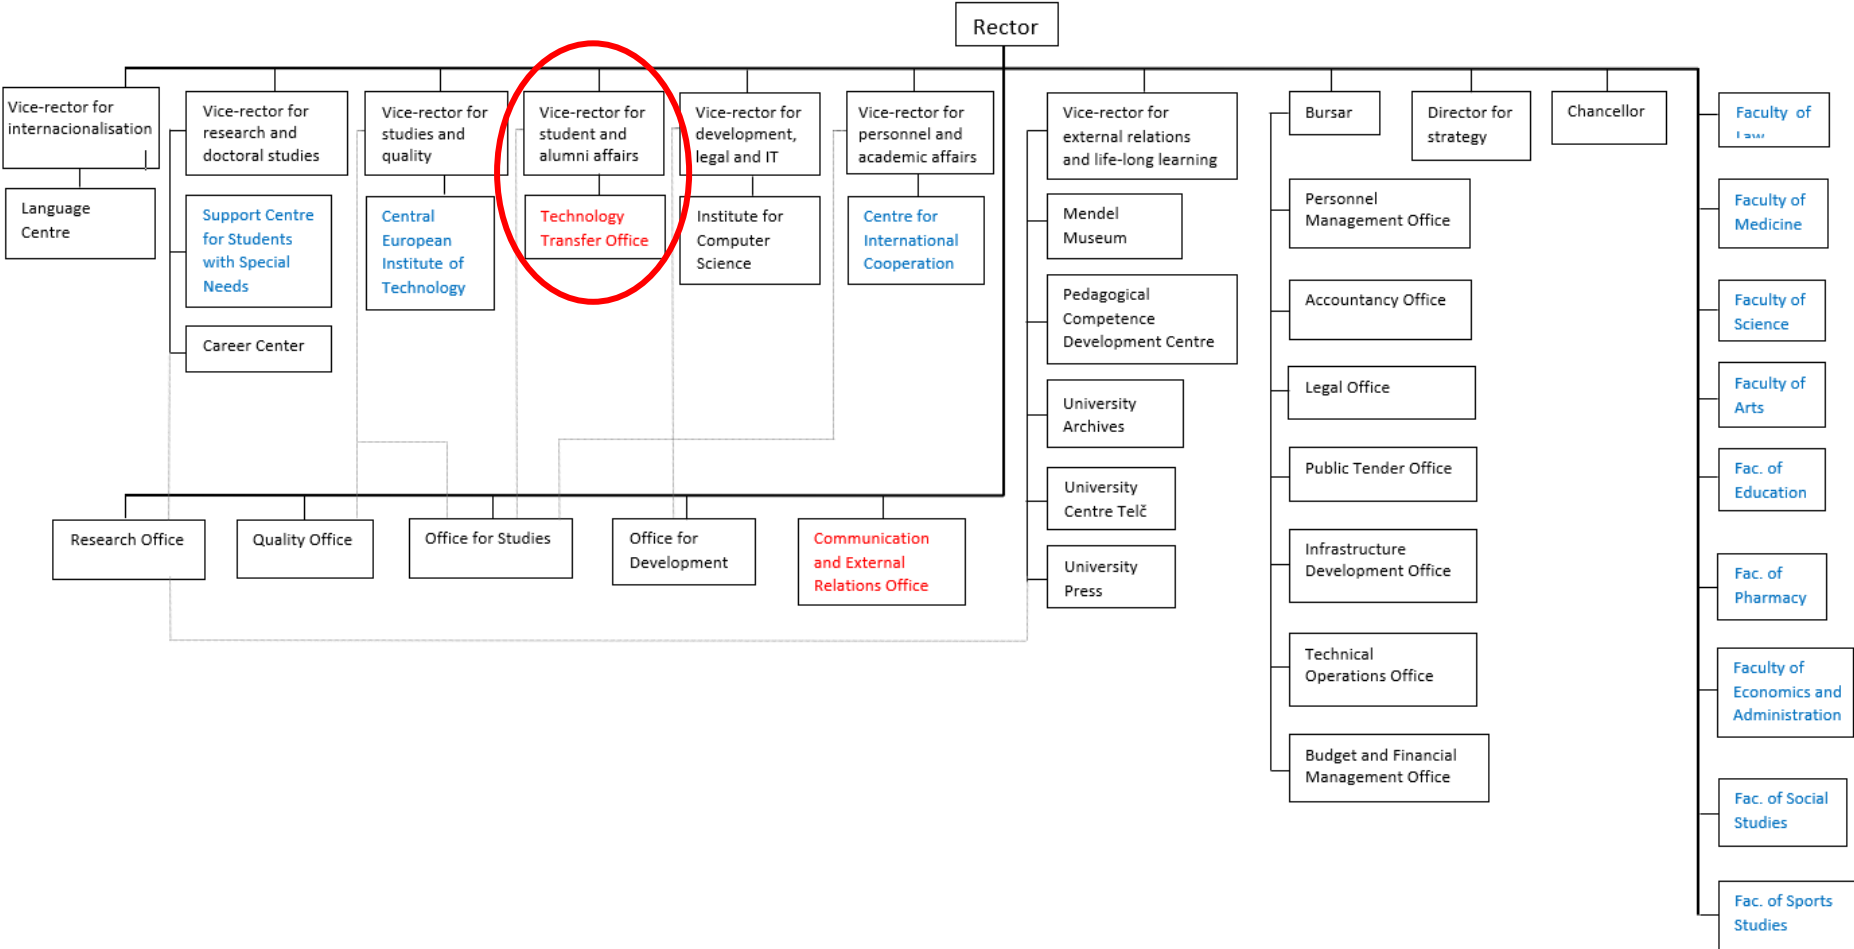 Rector
Vice-rector for
internacionalisation
Language
Centre
Vice-rector for
research and
doctoral studies
Support Centre
for Students
with Special
Needs
Career Center
Vice-rector for
studies and
quality
Central
European
Institute of
Technology
Vice-rector for
student and
alumni affairs
Technology
Transfer Office
Vice-rector for
development,
legal and IT
Institute for
Computer
Science
Vice-rector for
personnel and
academic affairs
Centre for
International
Cooperation
Research Office
Quality Office
Office for Studies
Office for
Development
Communication
and External
Relations Office
Vice-rector for
external relations
and life-long learning
Mendel
Museum
Pedagogical
Competence
Development Centre
University
Archives
University
Centre Telč
University
Press
Bursar
Personnel
Management Office
Accountancy Office
Legal Office
Public Tender Office
Infrastructure
Development Office
Technical
Operations Office
Budget and Financial
Management Office
Director for
strategy
Chancellor
Faculty of
Law
Faculty of
Medicine
Faculty of
Science
Faculty of
Arts
Fac. of
Education
Fac. of
Pharmacy
Faculty of
Economics and
Administration
Fac. of Social
Studies
Fac. of Sports
Studies